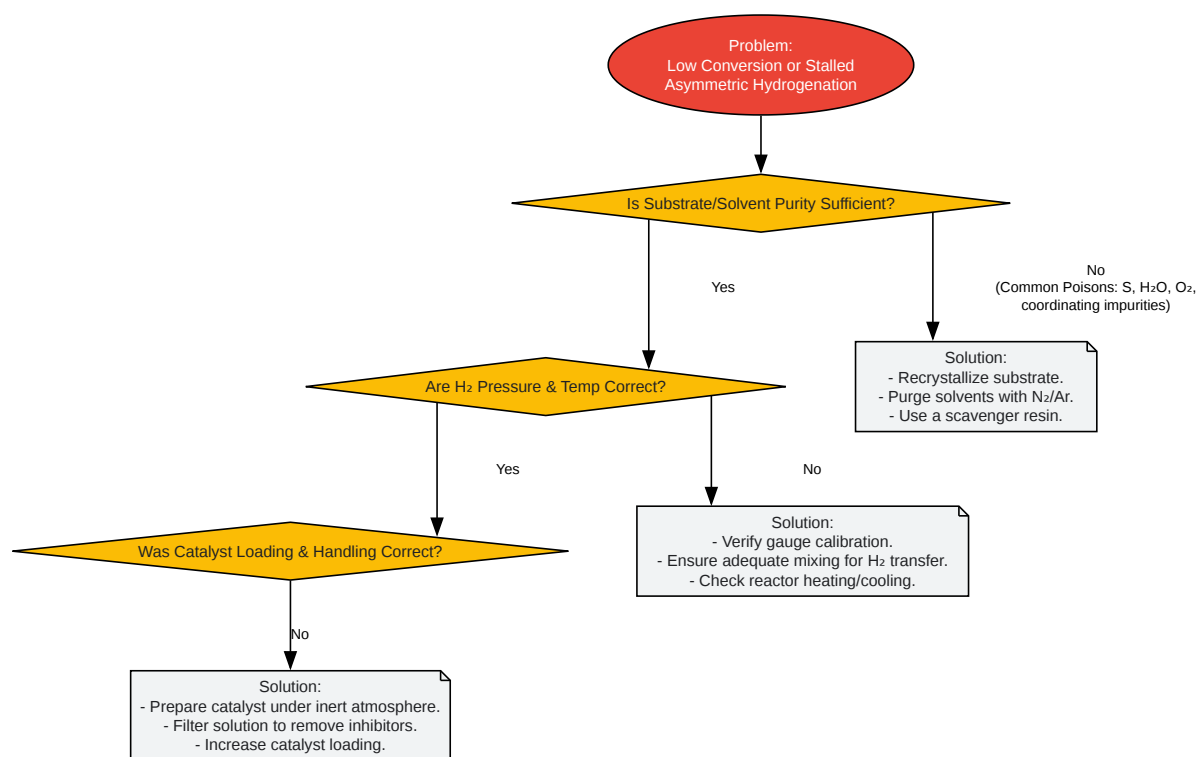 Problem:
Low Conversion or Stalled
Asymmetric Hydrogenation
Is Substrate/Solvent Purity Sufficient?
Yes
No
(Common Poisons: S, H₂O, O₂,
coordinating impurities)
Solution:
- Recrystallize substrate.
- Purge solvents with N₂/Ar.
- Use a scavenger resin.
Are H₂ Pressure & Temp Correct?
Yes
No
Solution:
- Verify gauge calibration.
- Ensure adequate mixing for H₂ transfer.
- Check reactor heating/cooling.
Was Catalyst Loading & Handling Correct?
No
Solution:
- Prepare catalyst under inert atmosphere.
- Filter solution to remove inhibitors.
- Increase catalyst loading.